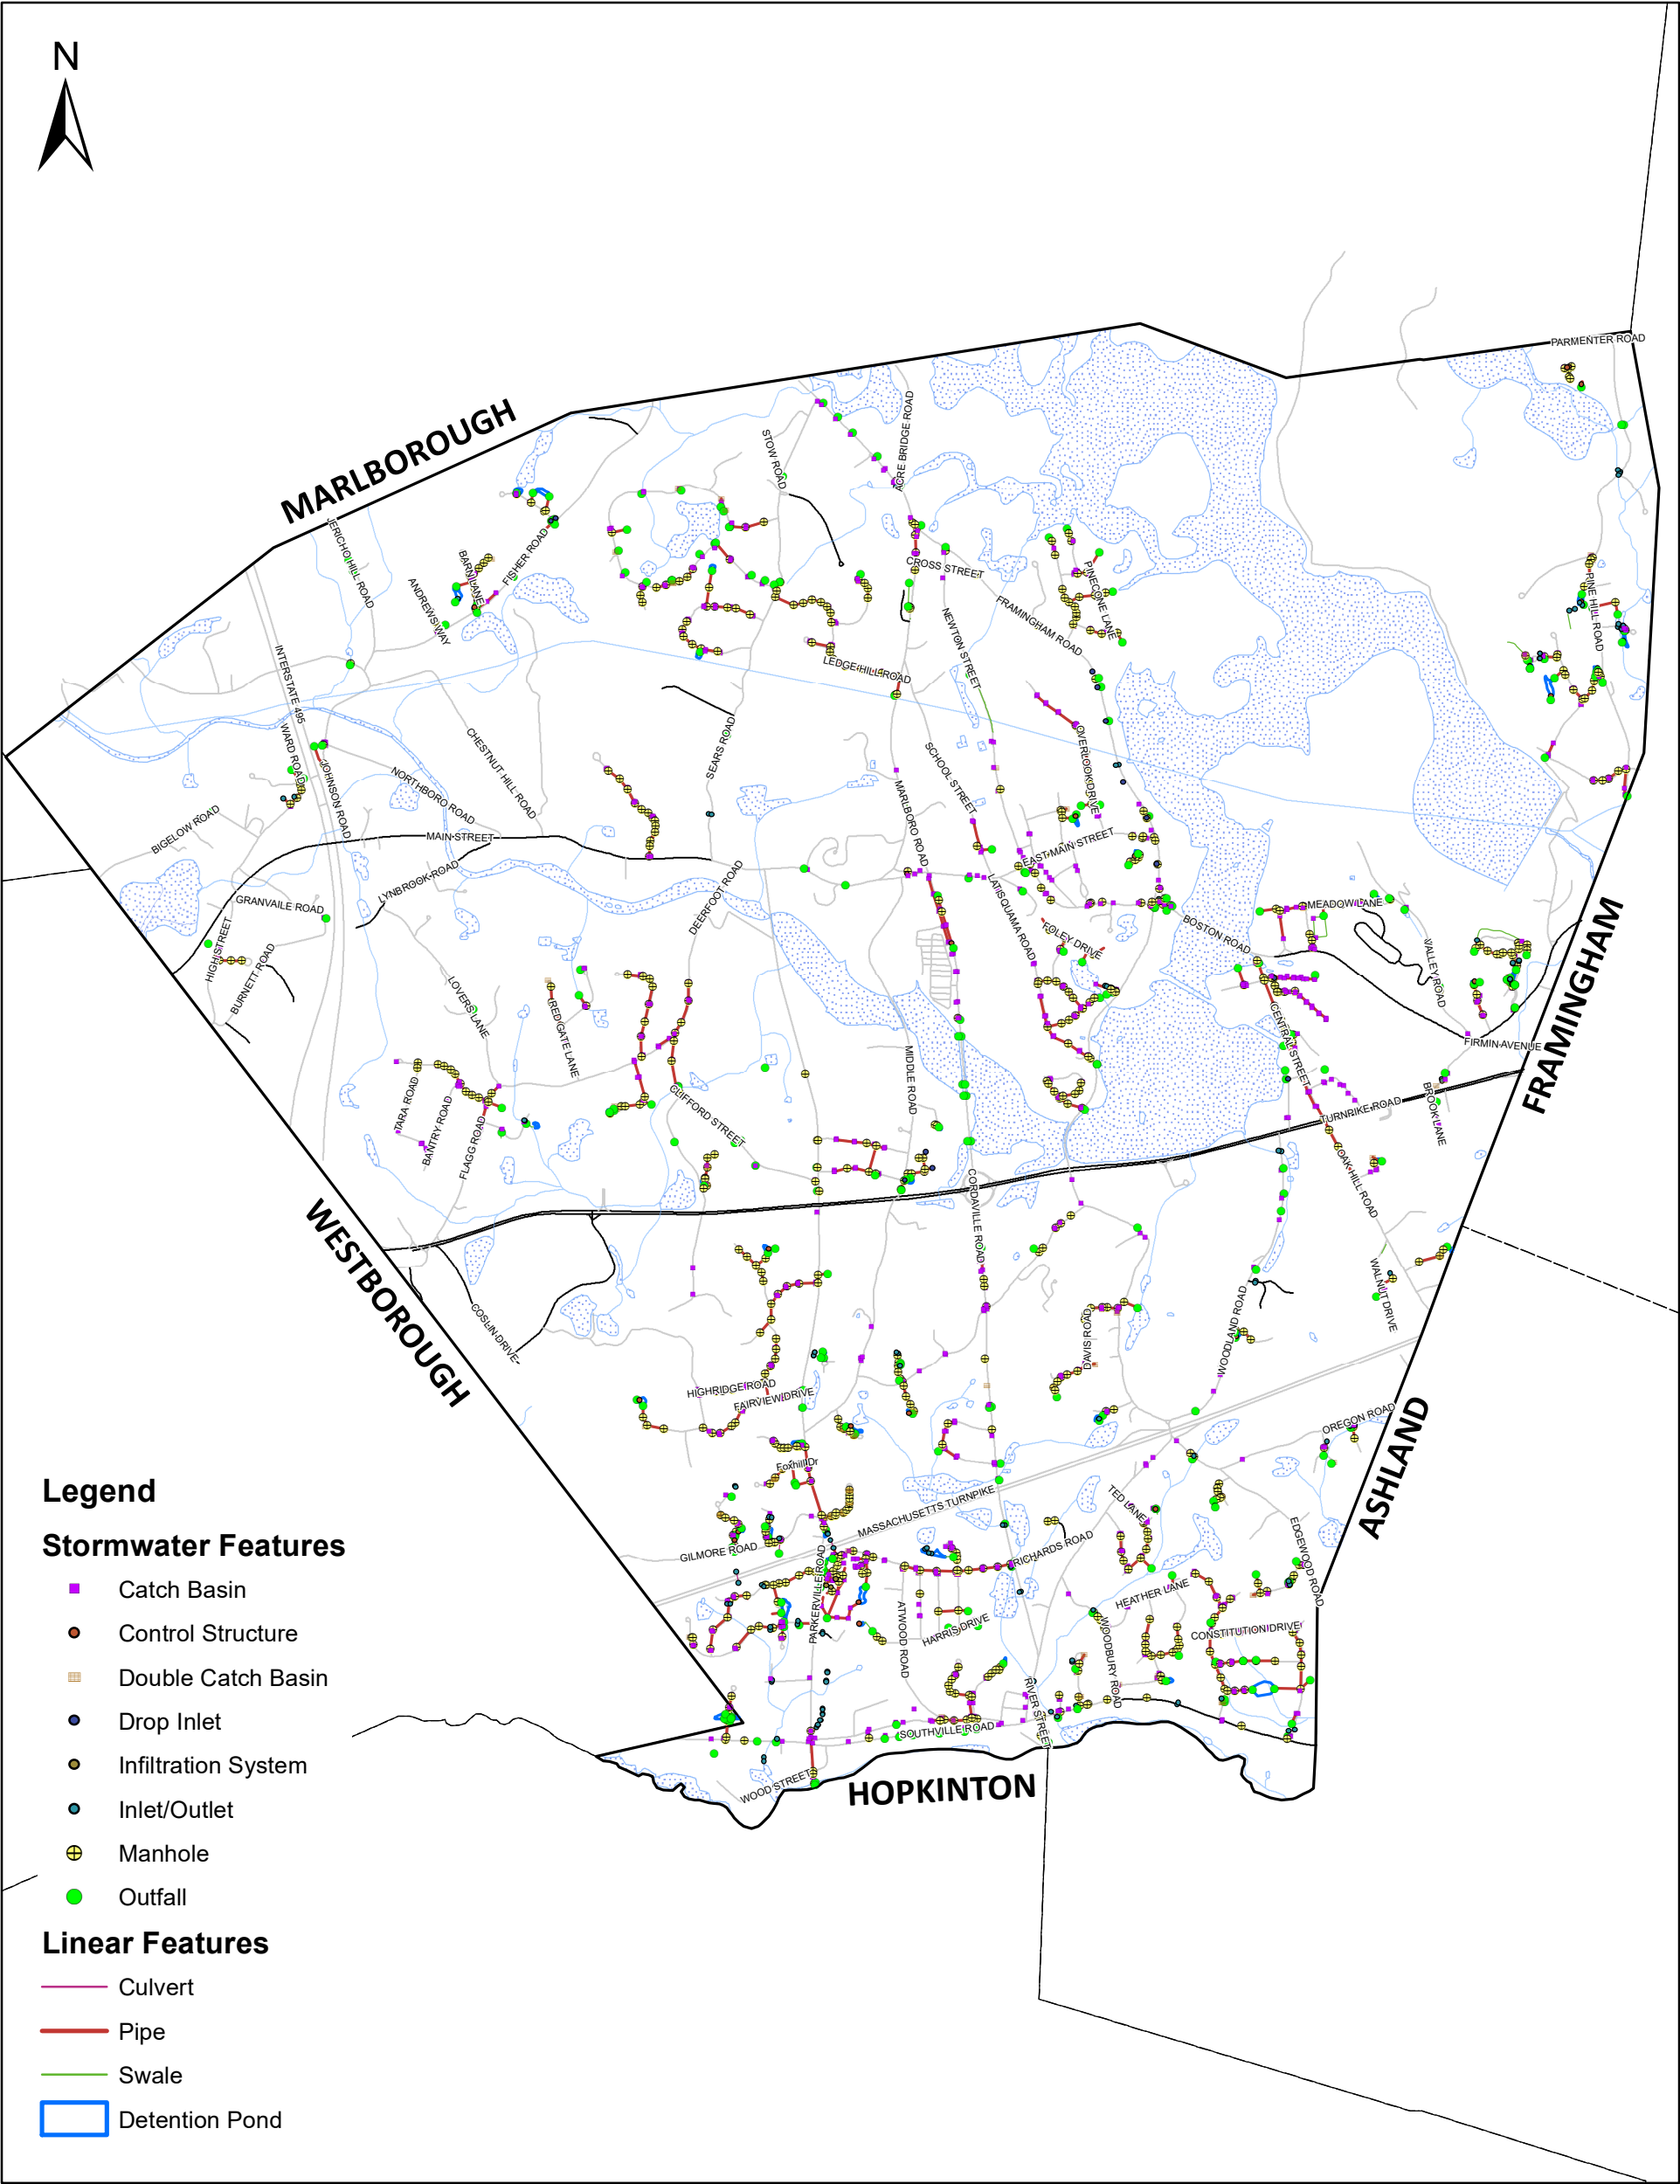 N
PARMENTER ROAD
MARLBOROUGH
ACRE BRIDGE ROAD
STOW ROAD
JERICHO HILL ROAD
BARN LANE
FISHER ROAD
ANDREWS WAY
CROSS STREET
PINECONE LANE
PINE HILL ROAD
FRAMINGHAM ROAD
NEWTON STREET
LEDGE HILL ROAD
INTERSTATE 495
WARD ROAD
JOHNSON ROAD
CHESTNUT HILL ROAD
SEARS ROAD
OVERLOOK DRIVE
SCHOOL STREET
NORTHBORO ROAD
MARLBORO ROAD
BIGELOW ROAD
MAIN STREET
EAST MAIN STREET
LYNBROOK ROAD
DEERFOOT ROAD
LATISQUAMA ROAD
GRANVAILE ROAD
MEADOW LANE
HIGH STREET
BURNETT ROAD
FOLEY DRIVE
BOSTON ROAD
VALLEY ROAD
FRAMINGHAM
LOVERS LANE
RED GATE LANE
CENTRAL STREET
FIRMIN AVENUE
MIDDLE ROAD
TARA ROAD
BANTRY ROAD
FLAGG ROAD
CLIFFORD STREET
TURNPIKE ROAD
BROOK LANE
OAK HILL ROAD
CORDAVILLE ROAD
WESTBOROUGH
COSLIN DRIVE
WALNUT DRIVE
DAVIS ROAD
WOODLAND ROAD
HIGHRIDGE ROAD
FAIRVIEW DRIVE
OREGON ROAD
ASHLAND
Foxhill Dr
MASSACHUSETTS TURNPIKE
TED LANE
EDGEWOOD ROAD
GILMORE ROAD
RICHARDS ROAD
PARKERVILLE ROAD
HEATHER LANE
ATWOOD ROAD
HARRIS DRIVE
WOODBURY ROAD
CONSTITUTION DRIVE
RIVER STREET
SOUTHVILLE ROAD
WOOD STREET
HOPKINTON
Legend
Stormwater Features
Catch Basin
Control Structure
Double Catch Basin
Drop Inlet
Infiltration System
Inlet/Outlet
Manhole
Outfall
Linear Features
Culvert
Pipe
Swale
Detention Pond